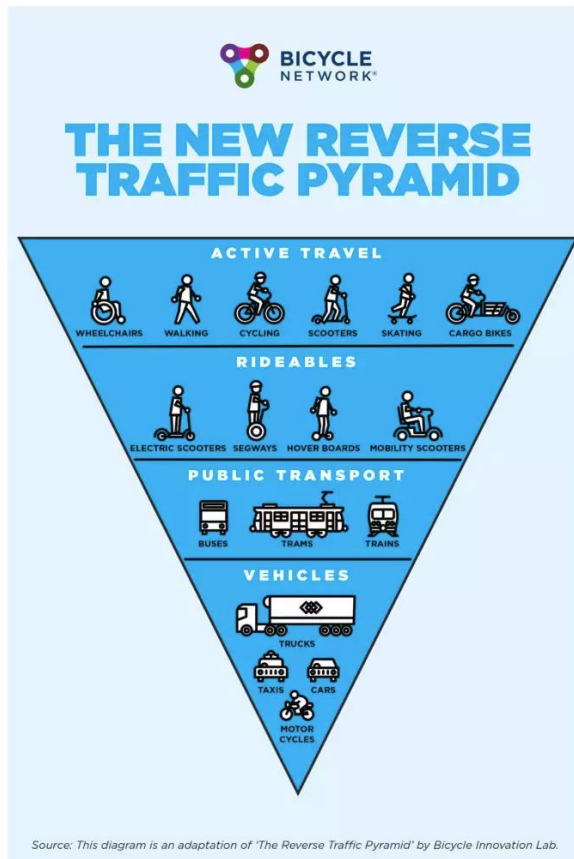 BICYCLE
NETWORK®
THE NEW REVERSE
TRAFFIC PYRAMID
ACTIVE TRAVEL
WHEELCHAIRS WALKING CYCLING SCOOTERS SKATING CARGO BIKES
RIDEABLES
ELECTRIC SCOOTERS SEGWAYS HOVER BOARDS MOBILITY SCOOTERS
PUBLIC TRANSPORT
BUSES TRAMS TRAINS
VEHICLES
TRUCKS
TAXIS CARS
MOTOR
CYCLES
Source: This diagram is an adaptation of 'The Reverse Traffic Pyramid' by Bicycle Innovation Lab.